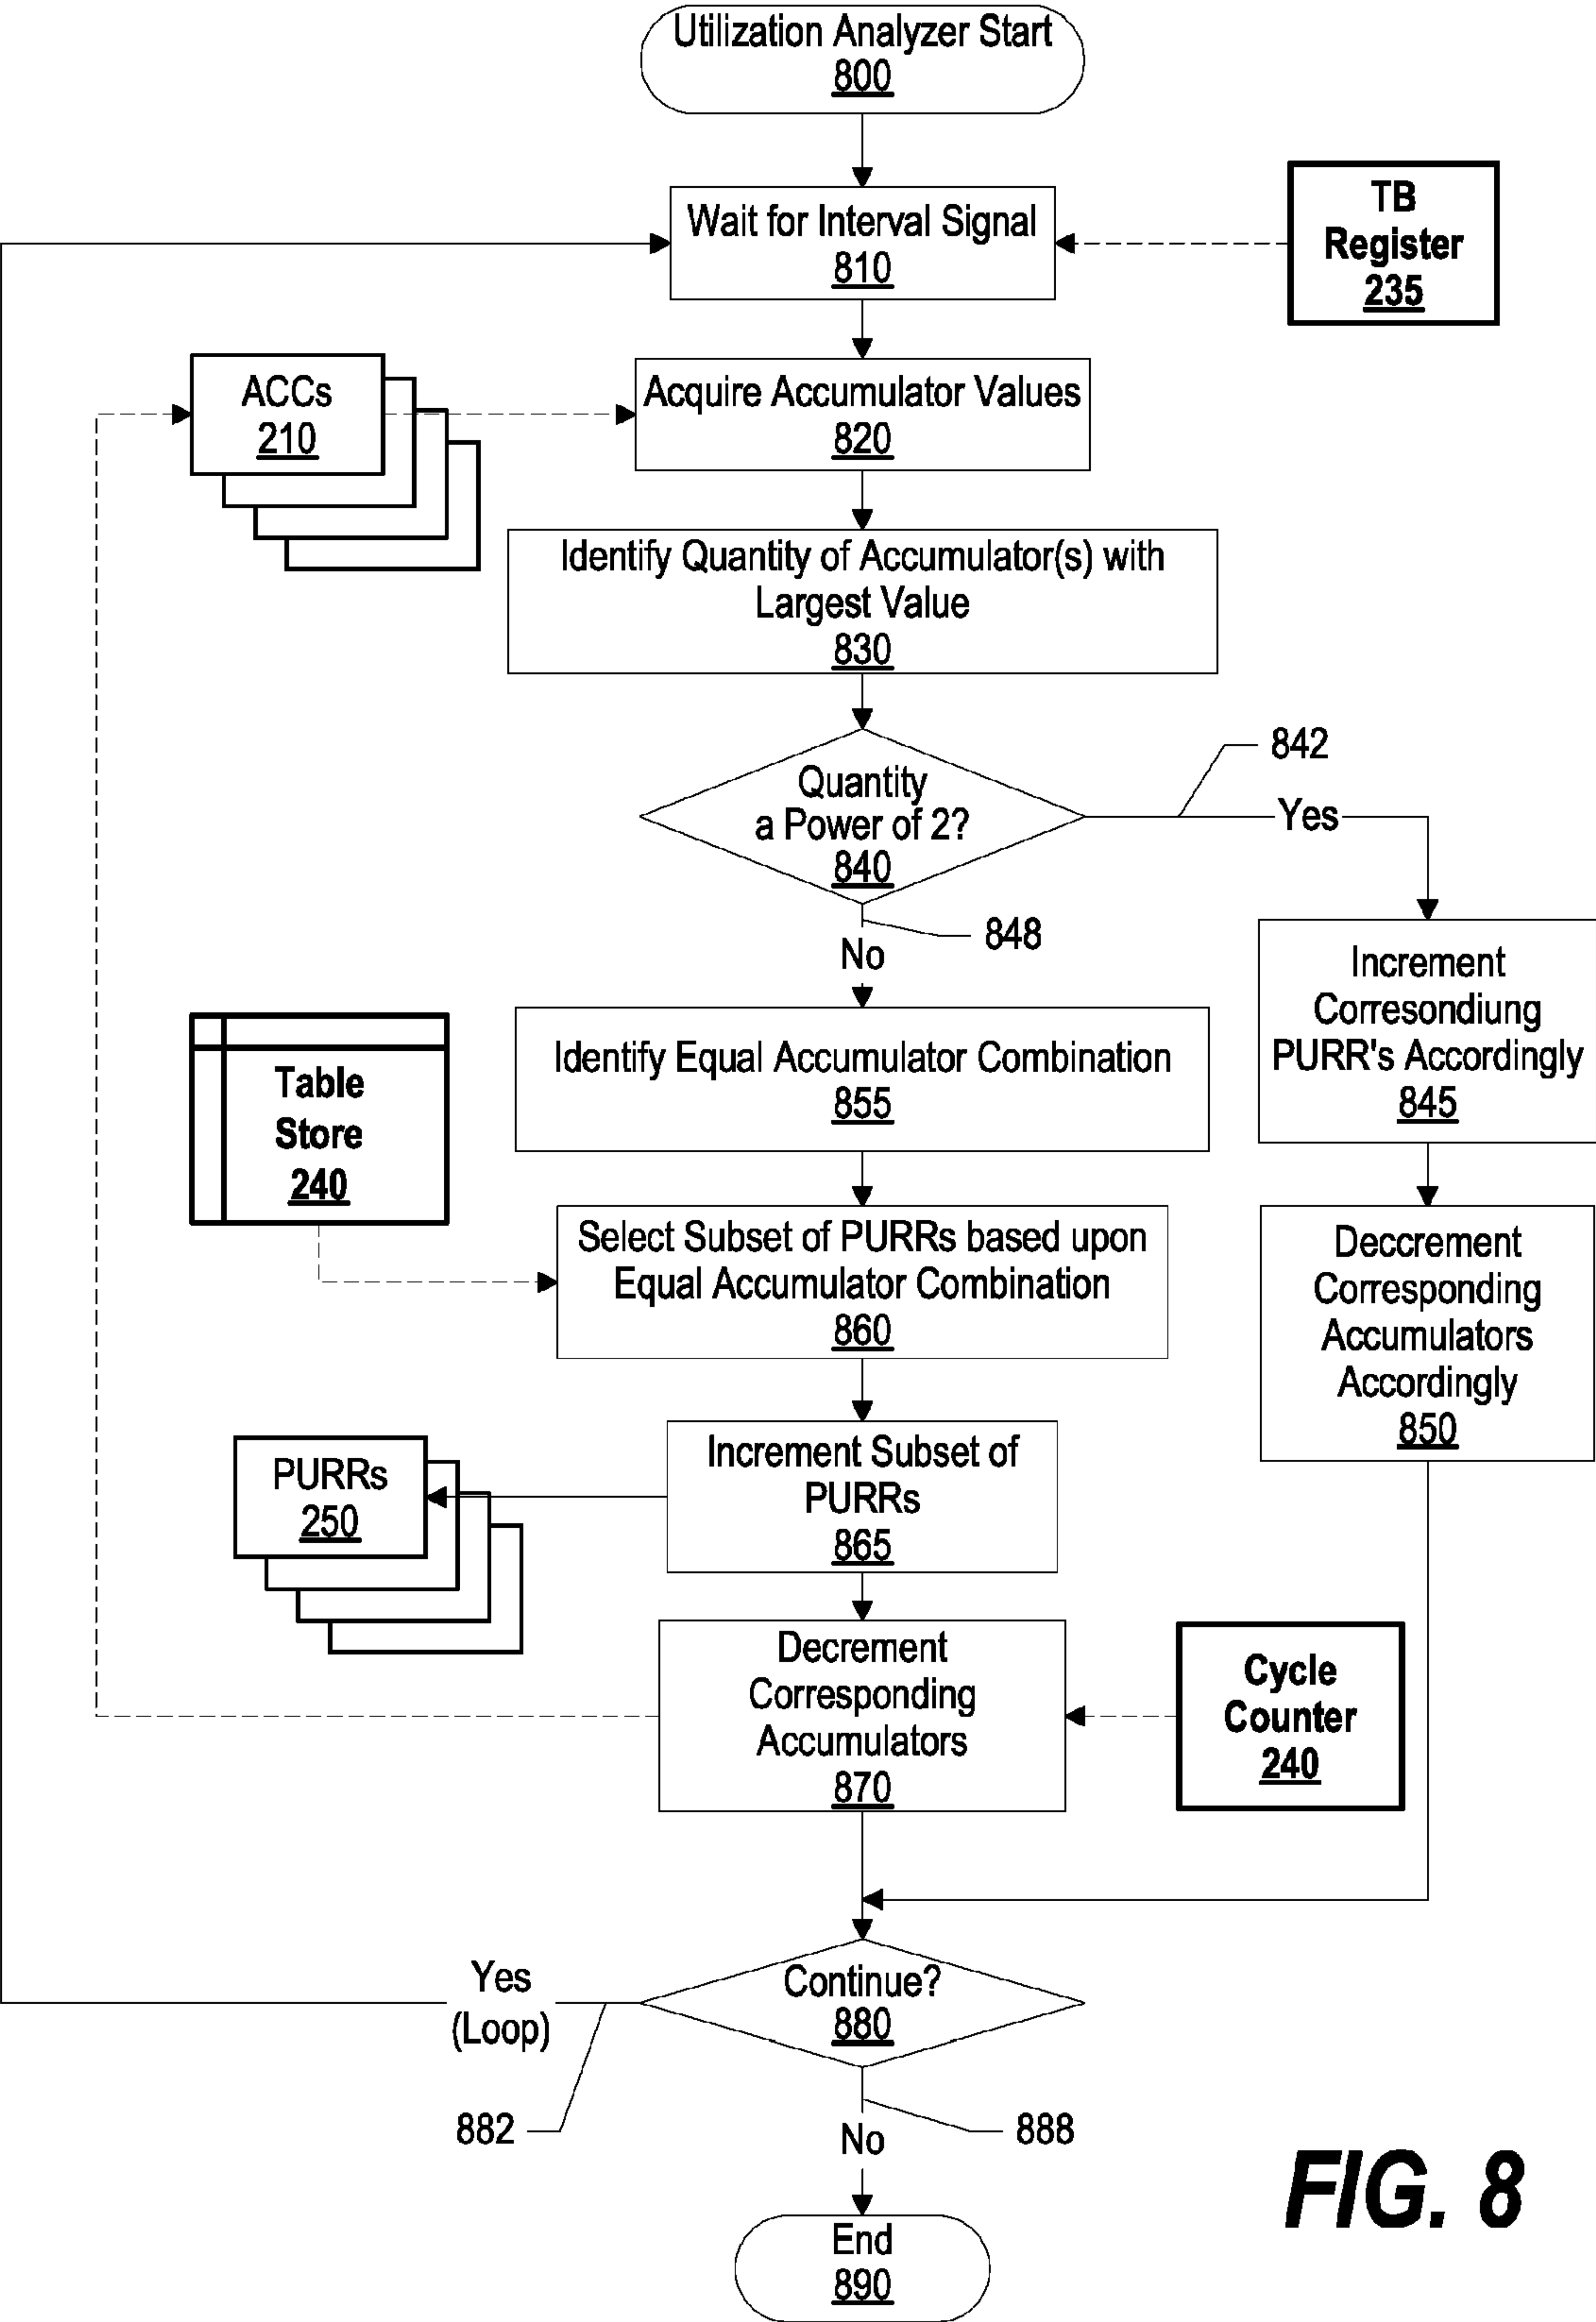 Utilization Analyzer Start
800
Wait for Interval Signal
810
TB
Register
235
ACCs
210
Acquire Accumulator Values
820
Identify Quantity of Accumulator(s) with
Largest Value
830
Quantity
a Power of 2?
840
842
Yes
848
No
Increment
Corresondiung
PURR's Accordingly
845
Identify Equal Accumulator Combination
855
Table
Store
240
Deccrement
Corresponding
Accumulators
Accordingly
850
Select Subset of PURRs based upon
Equal Accumulator Combination
860
Increment Subset of
PURRs
865
PURRs
250
Decrement
Corresponding
Accumulators
870
Cycle
Counter
240
Continue?
880
Yes
(Loop)
882
888
No
End
890
FIG. 8